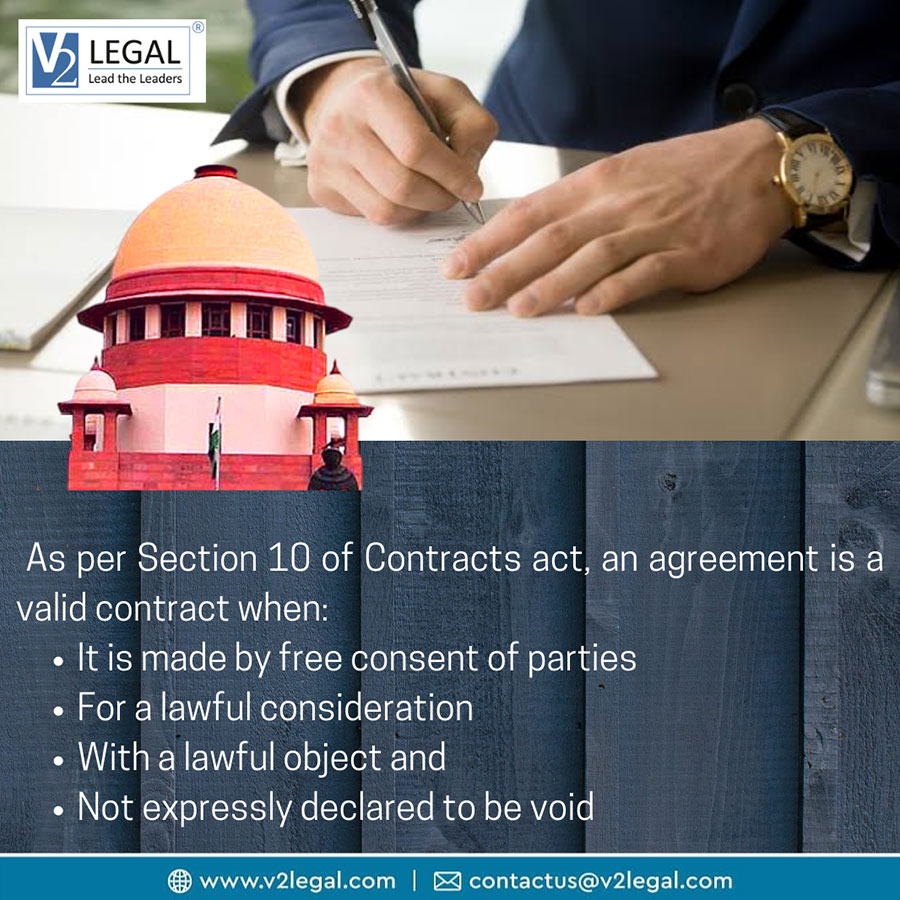 V2 LEGAL ®
Lead the Leaders
As per Section 10 of Contracts act, an agreement is a
valid contract when:
• It is made by free consent of parties
• For a lawful consideration
• With a lawful object and
• Not expressly declared to be void
www.v2legal.com | contactus@v2legal.com